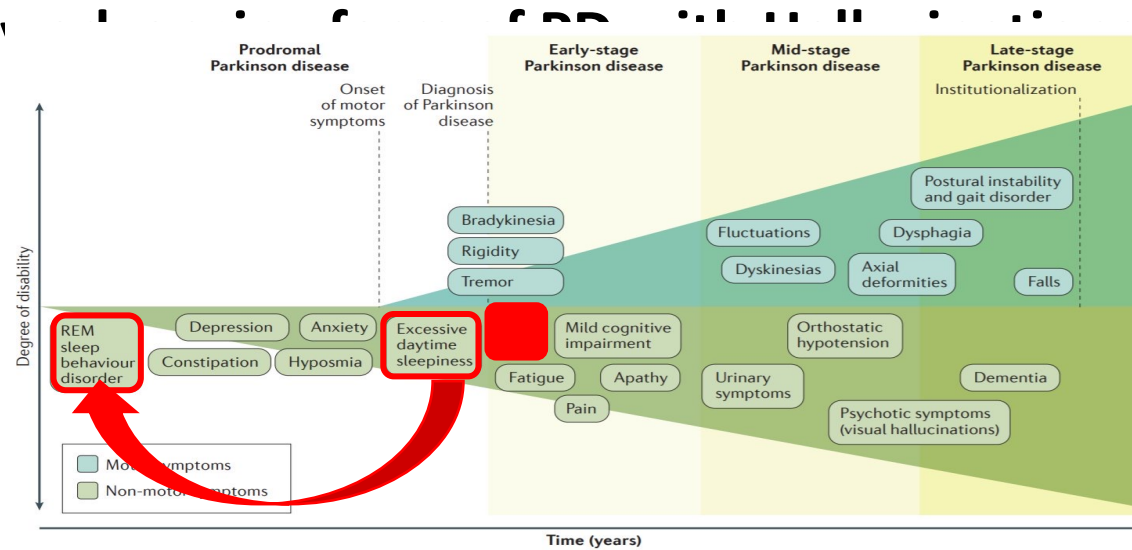 Prodromal
Parkinson disease
Early-stage
Parkinson disease
Mid-stage
Parkinson disease
Late-stage
Parkinson disease
Onset
of motor
symptoms
Diagnosis
of Parkinson
disease
Institutionalization
Degree of disability
Postural instability
and gait disorder
Bradykinesia
Rigidity
Tremor
Fluctuations
Dysphagia
Dyskinesias
Axial
deformities
Falls
REM
sleep
behaviour
disorder
Depression
Anxiety
Constipation
Hyposmia
Excessive
daytime
sleepiness
Mild cognitive
impairment
Fatigue
Apathy
Pain
Orthostatic
hypotension
Urinary
symptoms
Dementia
Psychotic symptoms
(visual hallucinations)
symptoms
Non-motor symptoms
Time (years)